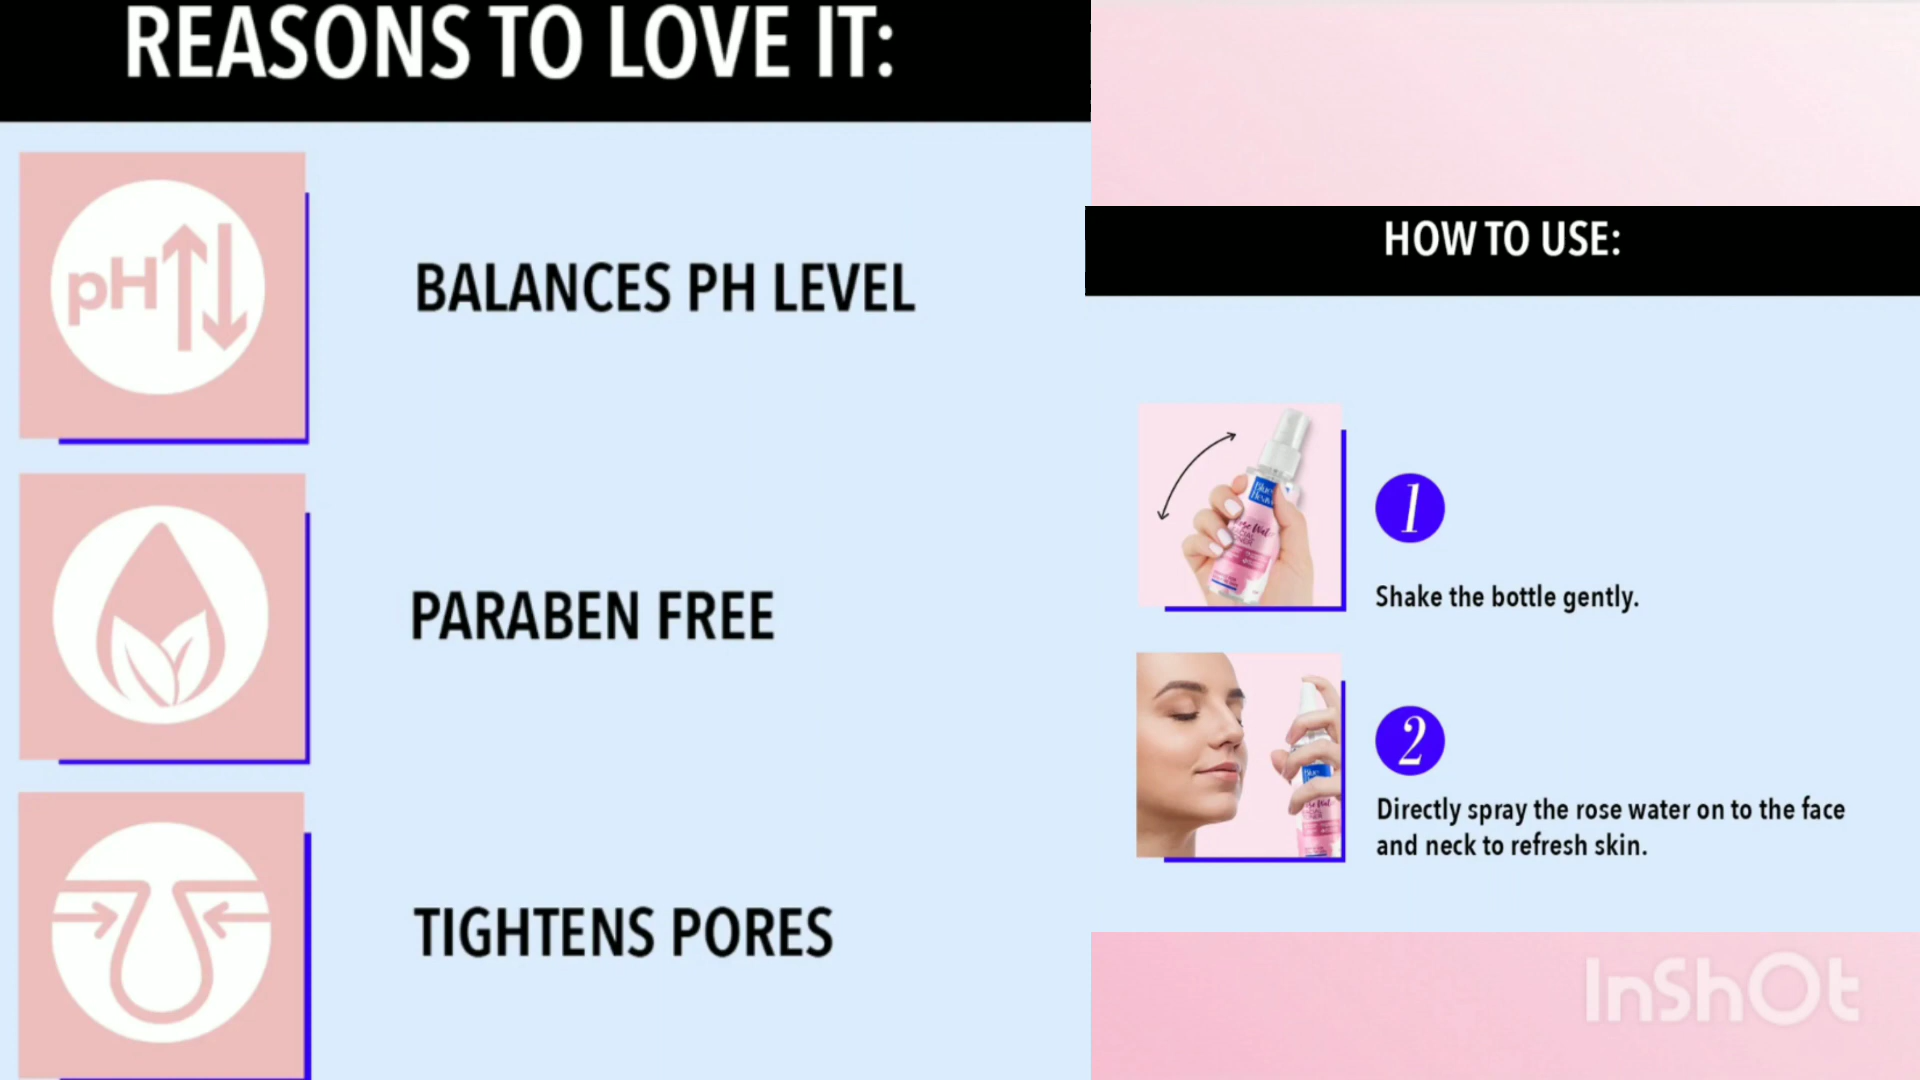 REASONS TO LOVE IT:
pH
BALANCES PH LEVEL
PARABEN FREE
TIGHTENS PORES
HOW TO USE:
1
Shake the bottle gently.
2
Directly spray the rose water on to the face
and neck to refresh skin.
InShOt